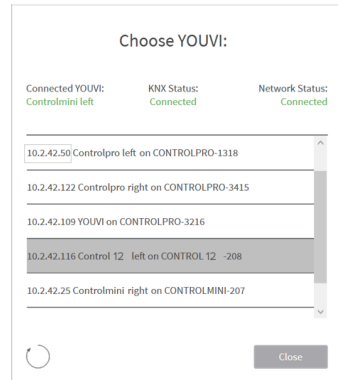 Choose YOUVI:
Connected YOUVI: KNX Status: Network Status:
Controlmini left Connected Connected
10.2.42.50 Controlpro left on CONTROLPRO-1318
10.2.42.122 Controlpro right on CONTROLPRO-3415
10.2.42.109 YOUVI on CONTROLPRO-3216
10.2.42.116 Control 12 left on CONTROL 12 -208
10.2.42.25 Controlmini right on CONTROLMINI-207
Close